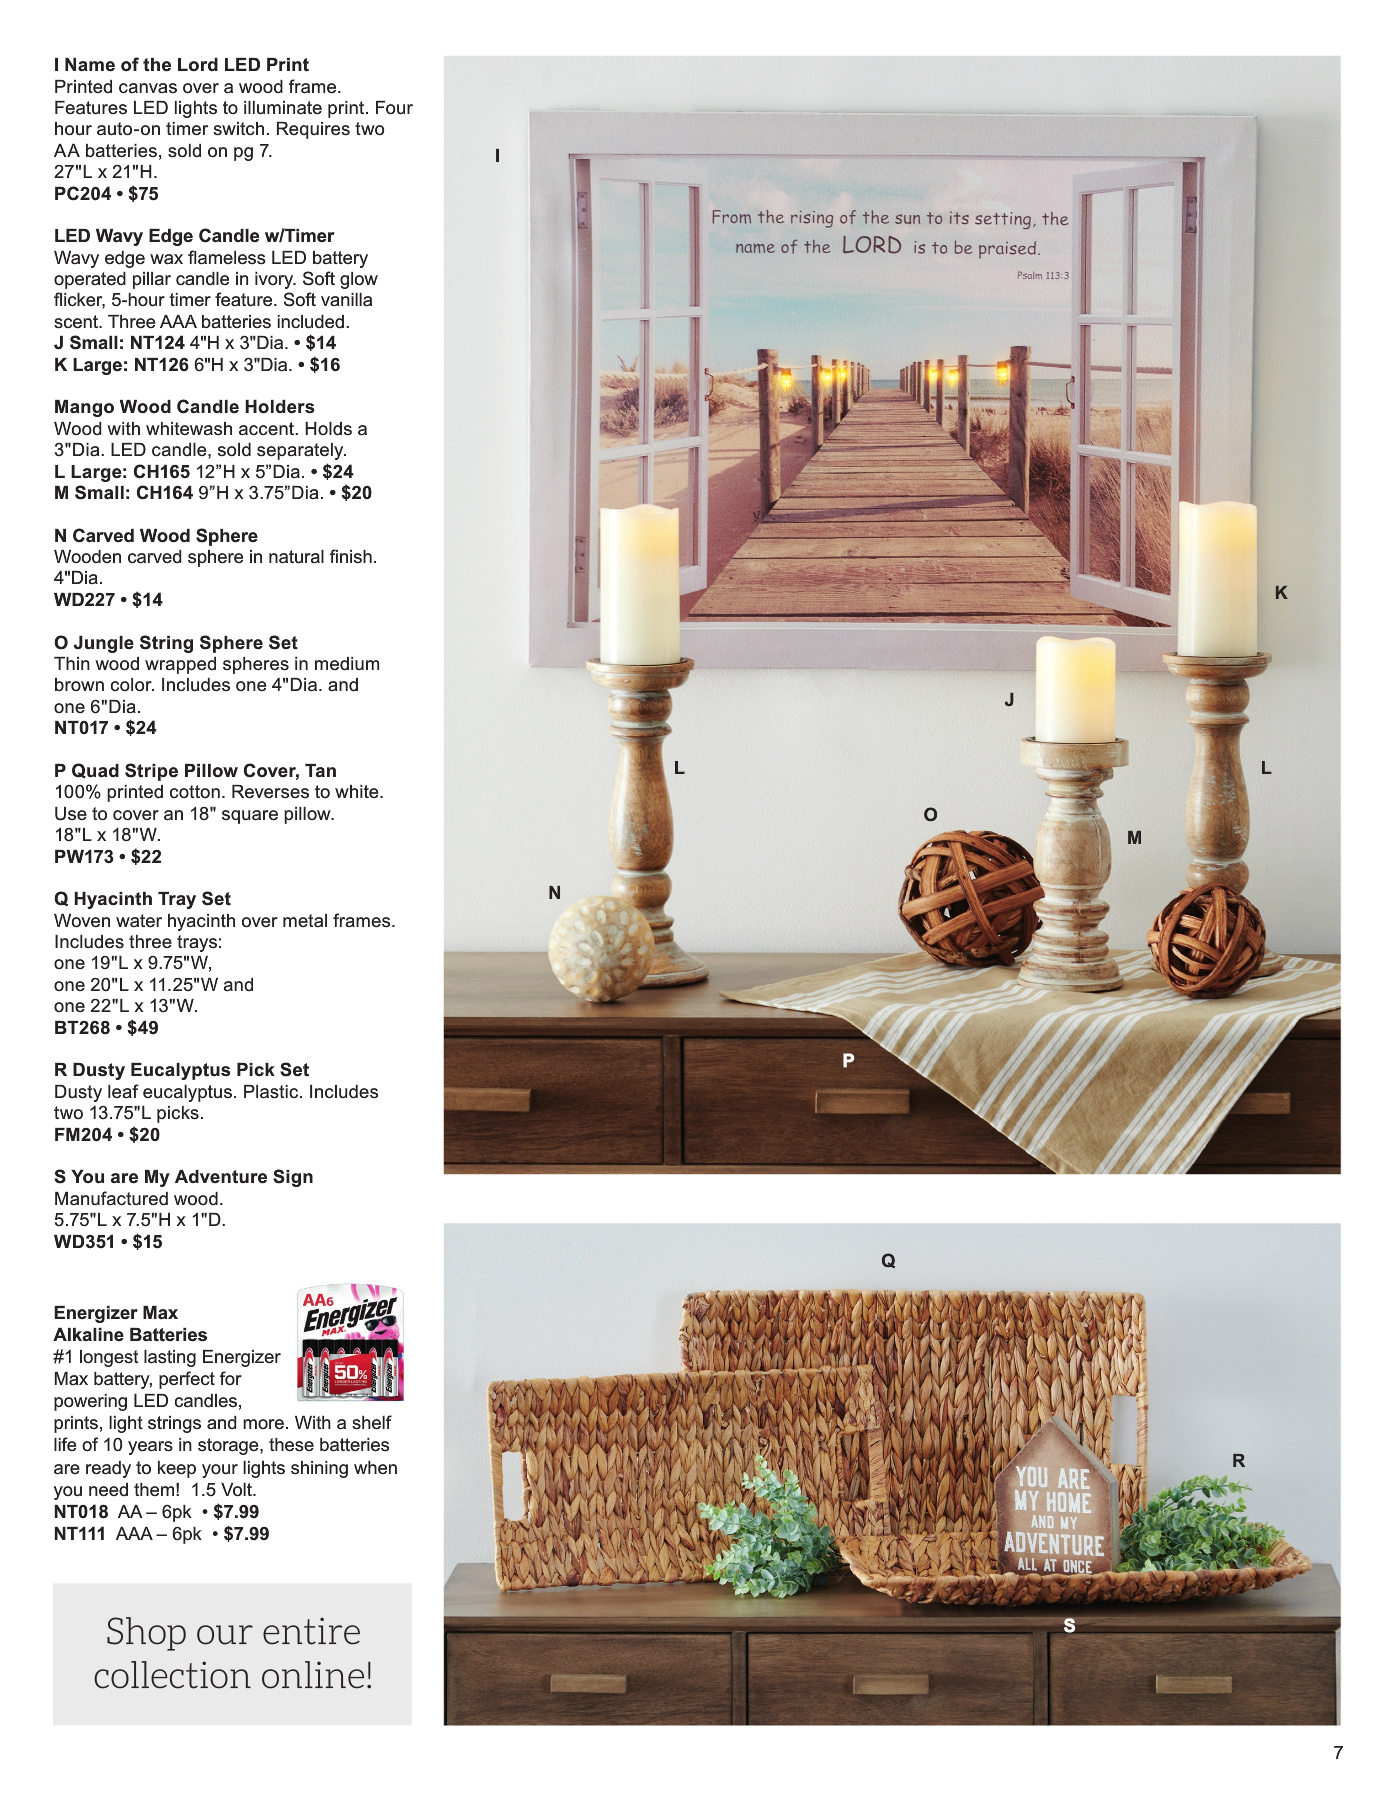 I Name of the Lord LED Print
Printed canvas over a wood frame.
Features LED lights to illuminate print. Four
hour auto-on timer switch. Requires two
AA batteries, sold on pg 7.
27"L x 21"H.
PC204 • $75
LED Wavy Edge Candle w/Timer
Wavy edge wax flameless LED battery
operated pillar candle in ivory. Soft glow
flicker, 5-hour timer feature. Soft vanilla
scent. Three AAA batteries included.
J Small: NT124 4"H x 3"Dia. • $14
K Large: NT126 6"H x 3"Dia. • $16
Mango Wood Candle Holders
Wood with whitewash accent. Holds a
3"Dia. LED candle, sold separately.
L Large: CH165 12”H x 5”Dia. • $24
M Small: CH164 9”H x 3.75”Dia. • $20
N Carved Wood Sphere
Wooden carved sphere in natural finish.
4"Dia.
WD227 • $14
O Jungle String Sphere Set
Thin wood wrapped spheres in medium
brown color. Includes one 4"Dia. and
one 6"Dia.
NT017 • $24
P Quad Stripe Pillow Cover, Tan
100% printed cotton. Reverses to white.
Use to cover an 18" square pillow.
18"L x 18"W.
PW173 • $22
Q Hyacinth Tray Set
Woven water hyacinth over metal frames.
Includes three trays:
one 19"L x 9.75"W,
one 20"L x 11.25"W and
one 22"L x 13"W.
BT268 • $49
R Dusty Eucalyptus Pick Set
Dusty leaf eucalyptus. Plastic. Includes
two 13.75"L picks.
FM204 • $20
S You are My Adventure Sign
Manufactured wood.
5.75"L x 7.5"H x 1"D.
WD351 • $15
Energizer Max
Alkaline Batteries
#1 longest lasting Energizer
Max battery, perfect for
powering LED candles,
prints, light strings and more. With a shelf
life of 10 years in storage, these batteries
are ready to keep your lights shining when
you need them! 1.5 Volt.
NT018 AA – 6pk • $7.99
NT111 AAA – 6pk • $7.99
AA6
Energizer
MAX
50%
Energizer
Energizer
Energizer
Energizer
Shop our entire
collection online!
I
From the rising of the sun to its setting, the
name of the LORD is to be praised.
Psalm 113:3
K
J
L
L
O
M
N
P
Q
R
YOU ARE
MY HOME
AND MY
ADVENTURE
ALL AT ONCE
S
7